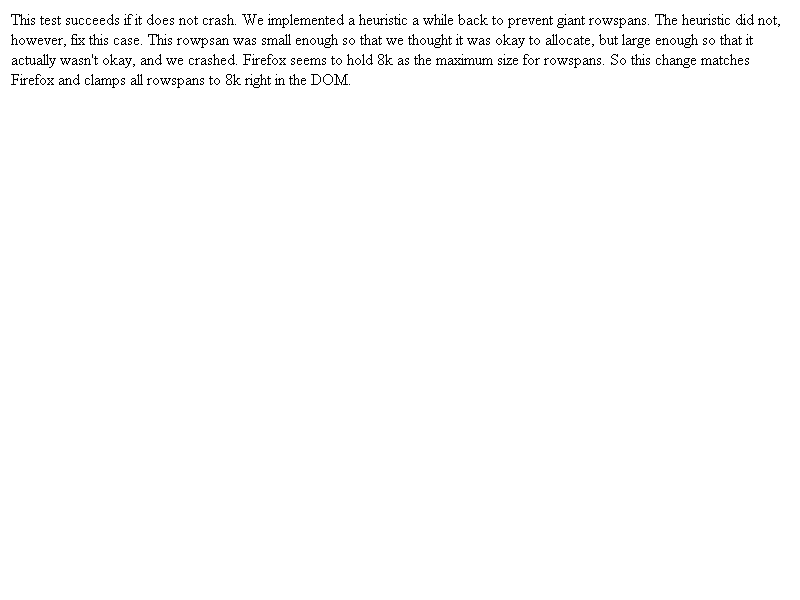 This test succeeds if it does not crash. We implemented a heuristic a while back to prevent giant rowspans. The heuristic did not,
however, fix this case. This rowpsan was small enough so that we thought it was okay to allocate, but large enough so that it
actually wasn't okay, and we crashed. Firefox seems to hold 8k as the maximum size for rowspans. So this change matches
Firefox and clamps all rowspans to 8k right in the DOM.